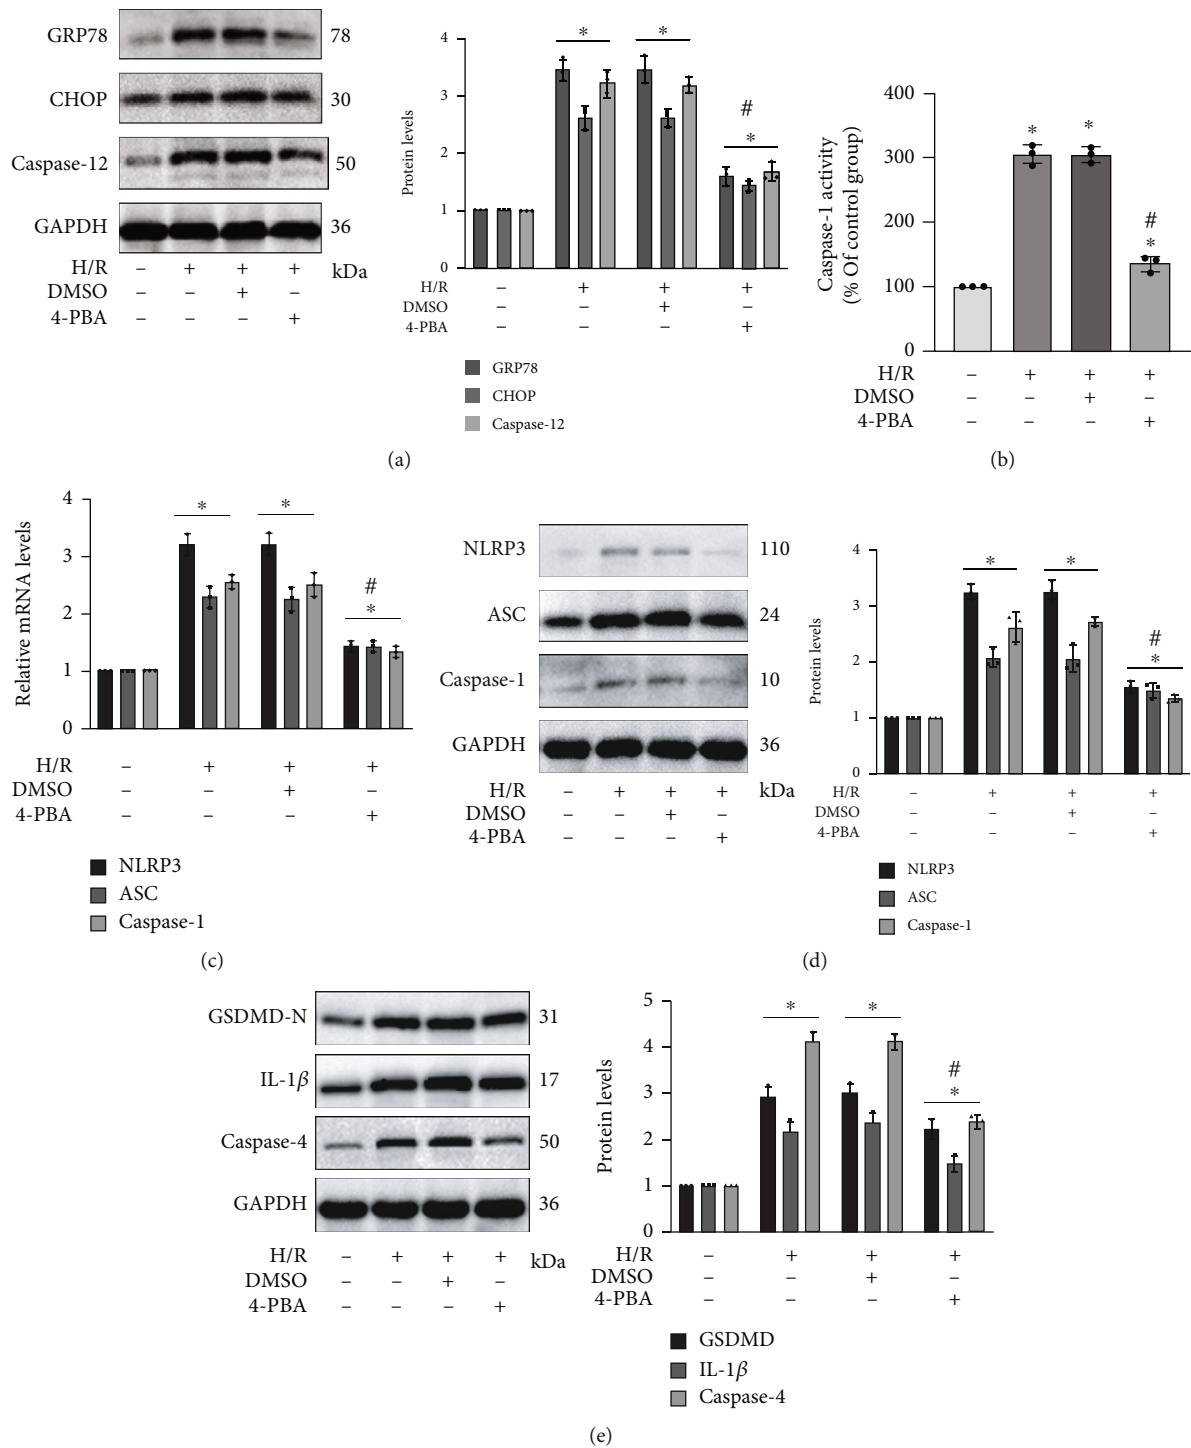 GRP78 78
CHOP 30
Caspase-12 50
GAPDH 36
H/R – + + + kDa
DMSO – – + –
4-PBA – – – +
Protein levels
4
3
2
1
0
* * # *
H/R – + + +
DMSO – – + –
4-PBA – – – +
GRP78
CHOP
Caspase-12
(a)
Caspase-1 activity
(% Of control group)
400
300
200
100
0
* * # *
H/R – + + +
DMSO – – + –
4-PBA – – – +
(b)
Relative mRNA levels
4
3
2
1
0
* * # *
H/R – + + +
DMSO – – + –
4-PBA – – – +
NLRP3
ASC
Caspase-1
(c)
NLRP3 110
ASC 24
Caspase-1 10
GAPDH 36
H/R – + + + kDa
DMSO – – + –
4-PBA – – – +
Protein levels
4
3
2
1
0
* * # *
H/R – + + +
DMSO – – + –
4-PBA – – – +
NLRP3
ASC
Caspase-1
(d)
GSDMD-N 31
IL-1β 17
Caspase-4 50
GAPDH 36
H/R – + + + kDa
DMSO – – + –
4-PBA – – – +
Protein levels
5
4
3
2
1
0
* * # *
H/R – + + +
DMSO – – + –
4-PBA – – – +
GSDMD
IL-1β
Caspase-4
(e)